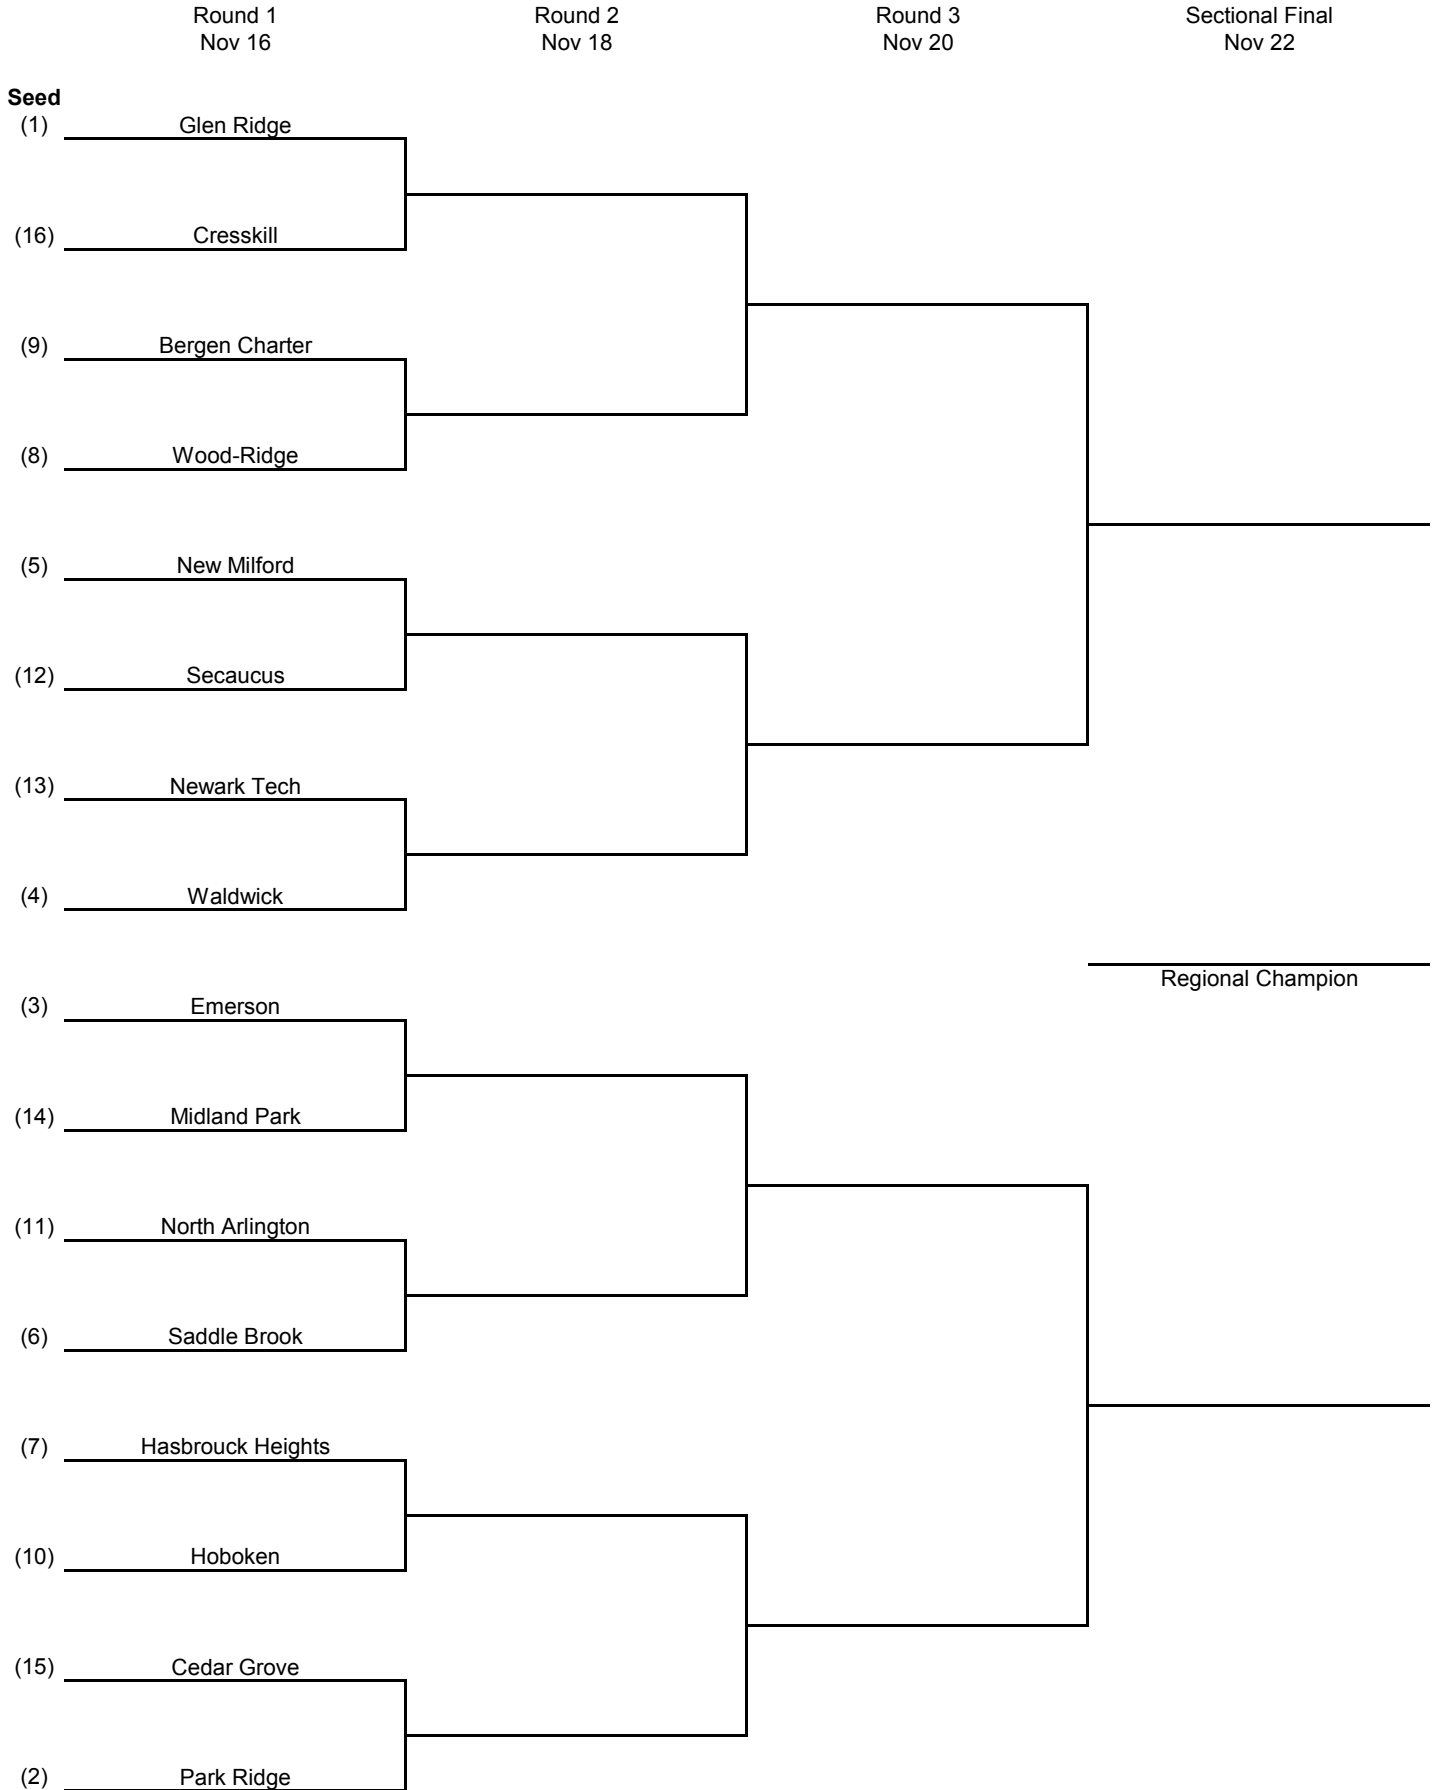 Round 1 Round 2 Round 3 Sectional Final
Nov 16 Nov 18 Nov 20 Nov 22
Seed
(1) Glen Ridge
(16) Cresskill
(9) Bergen Charter
(8) Wood-Ridge
(5) New Milford
(12) Secaucus
(13) Newark Tech
(4) Waldwick
Regional Champion
(3) Emerson
(14) Midland Park
(11) North Arlington
(6) Saddle Brook
(7) Hasbrouck Heights
(10) Hoboken
(15) Cedar Grove
(2) Park Ridge